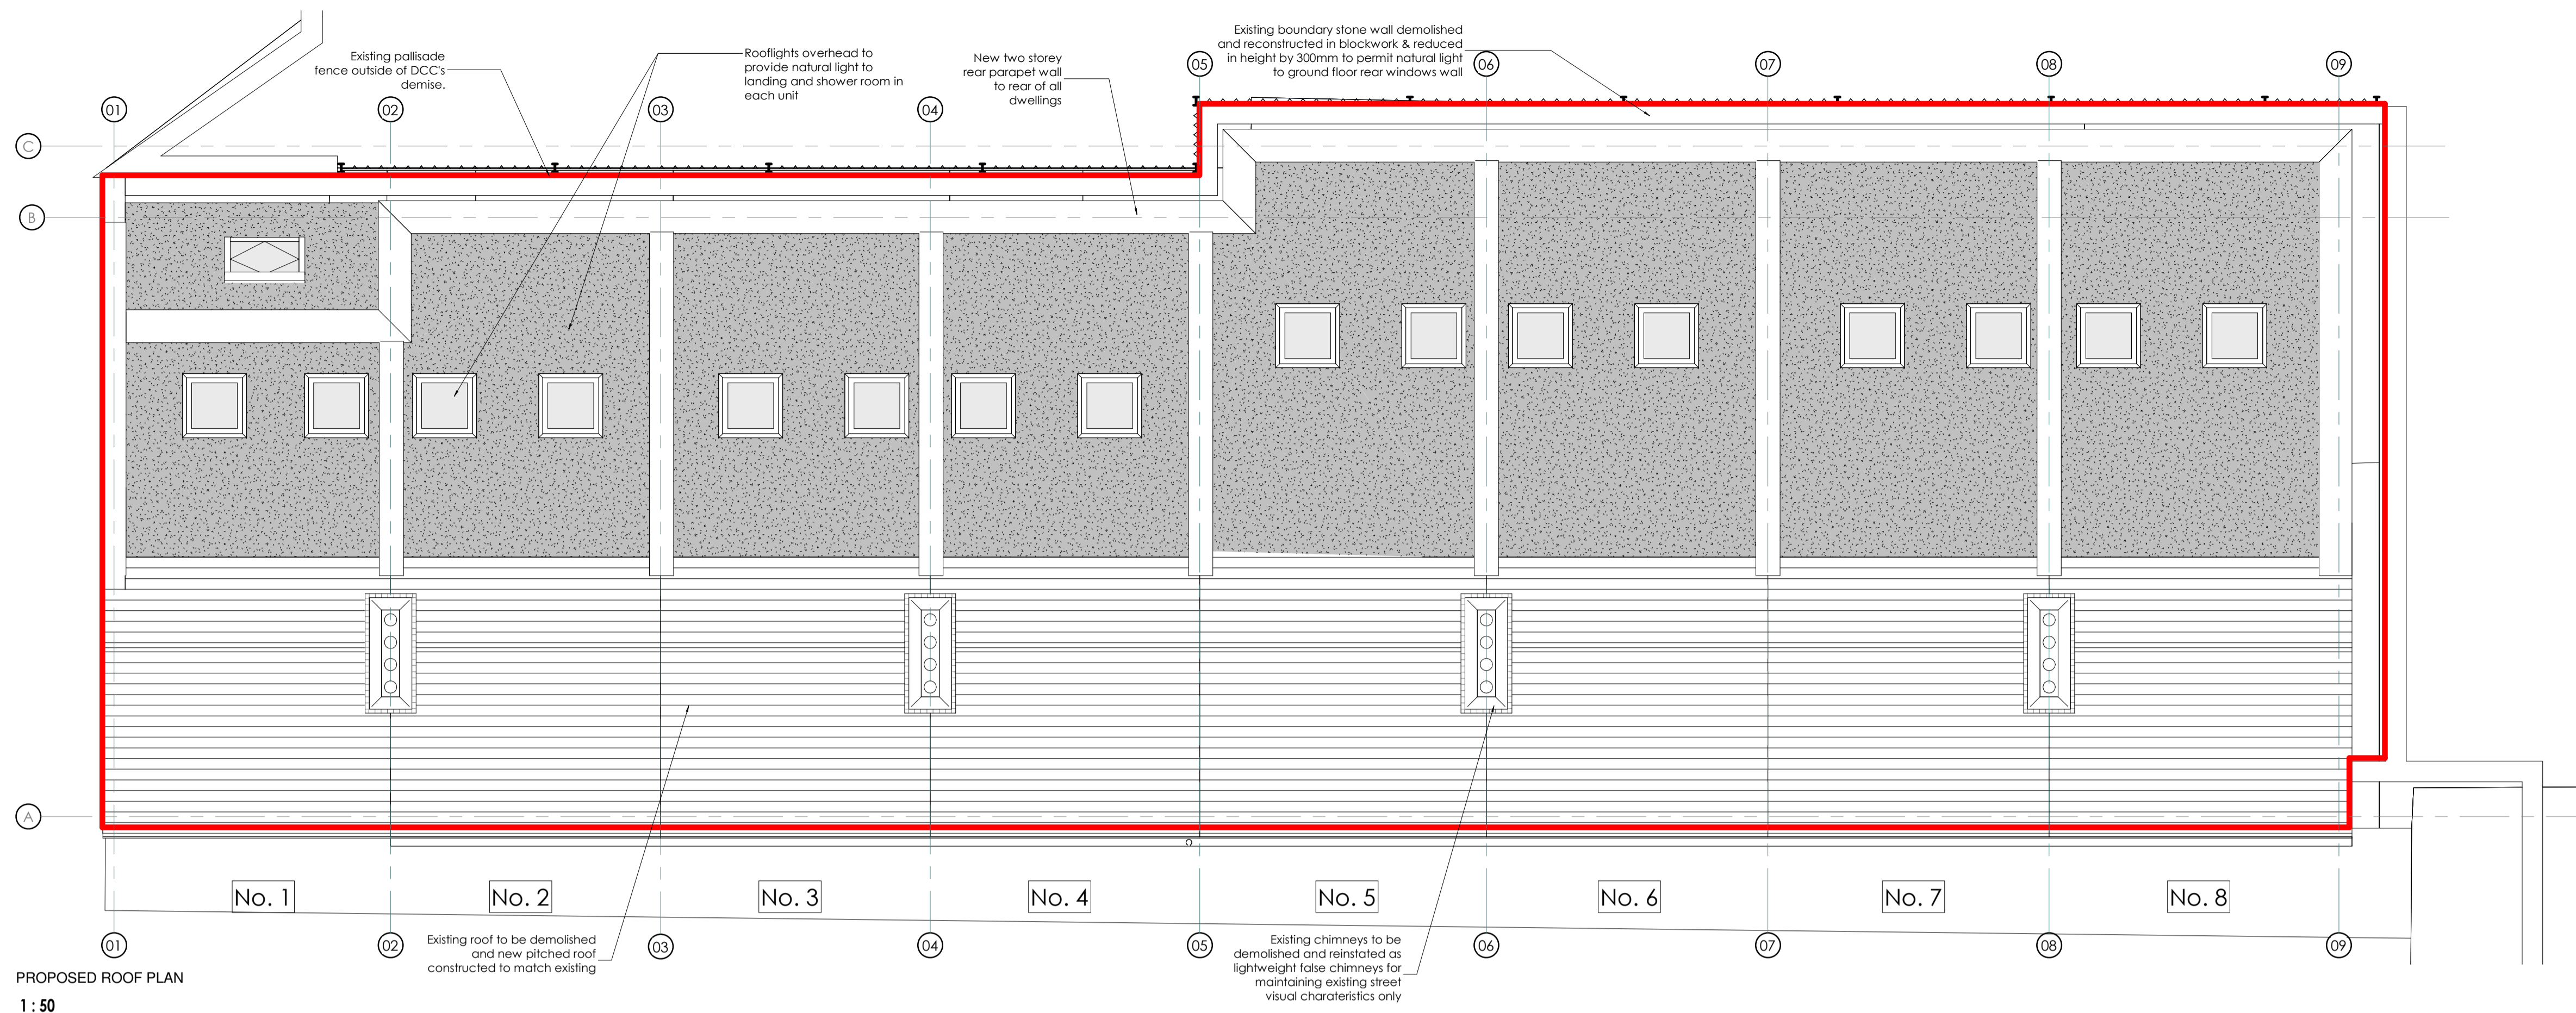 Existing boundary stone wall demolished
and reconstructed in blockwork & reduced
in height by 300mm to permit natural light
to ground floor rear windows wall
Existing pallisade
fence outside of DCC's
demise.
Rooflights overhead to
provide natural light to
landing and shower room in
each unit
New two storey
rear parapet wall
to rear of all
dwellings
05
06
07
08
09
01
02
03
04
C
B
A
No. 1
No. 2
No. 3
No. 4
No. 5
No. 6
No. 7
No. 8
01
02
03
04
05
06
07
08
09
Existing roof to be demolished
and new pitched roof
constructed to match existing
Existing chimneys to be
demolished and reinstated as
lightweight false chimneys for
maintaining existing street
visual charateristics only
PROPOSED ROOF PLAN
1 : 50